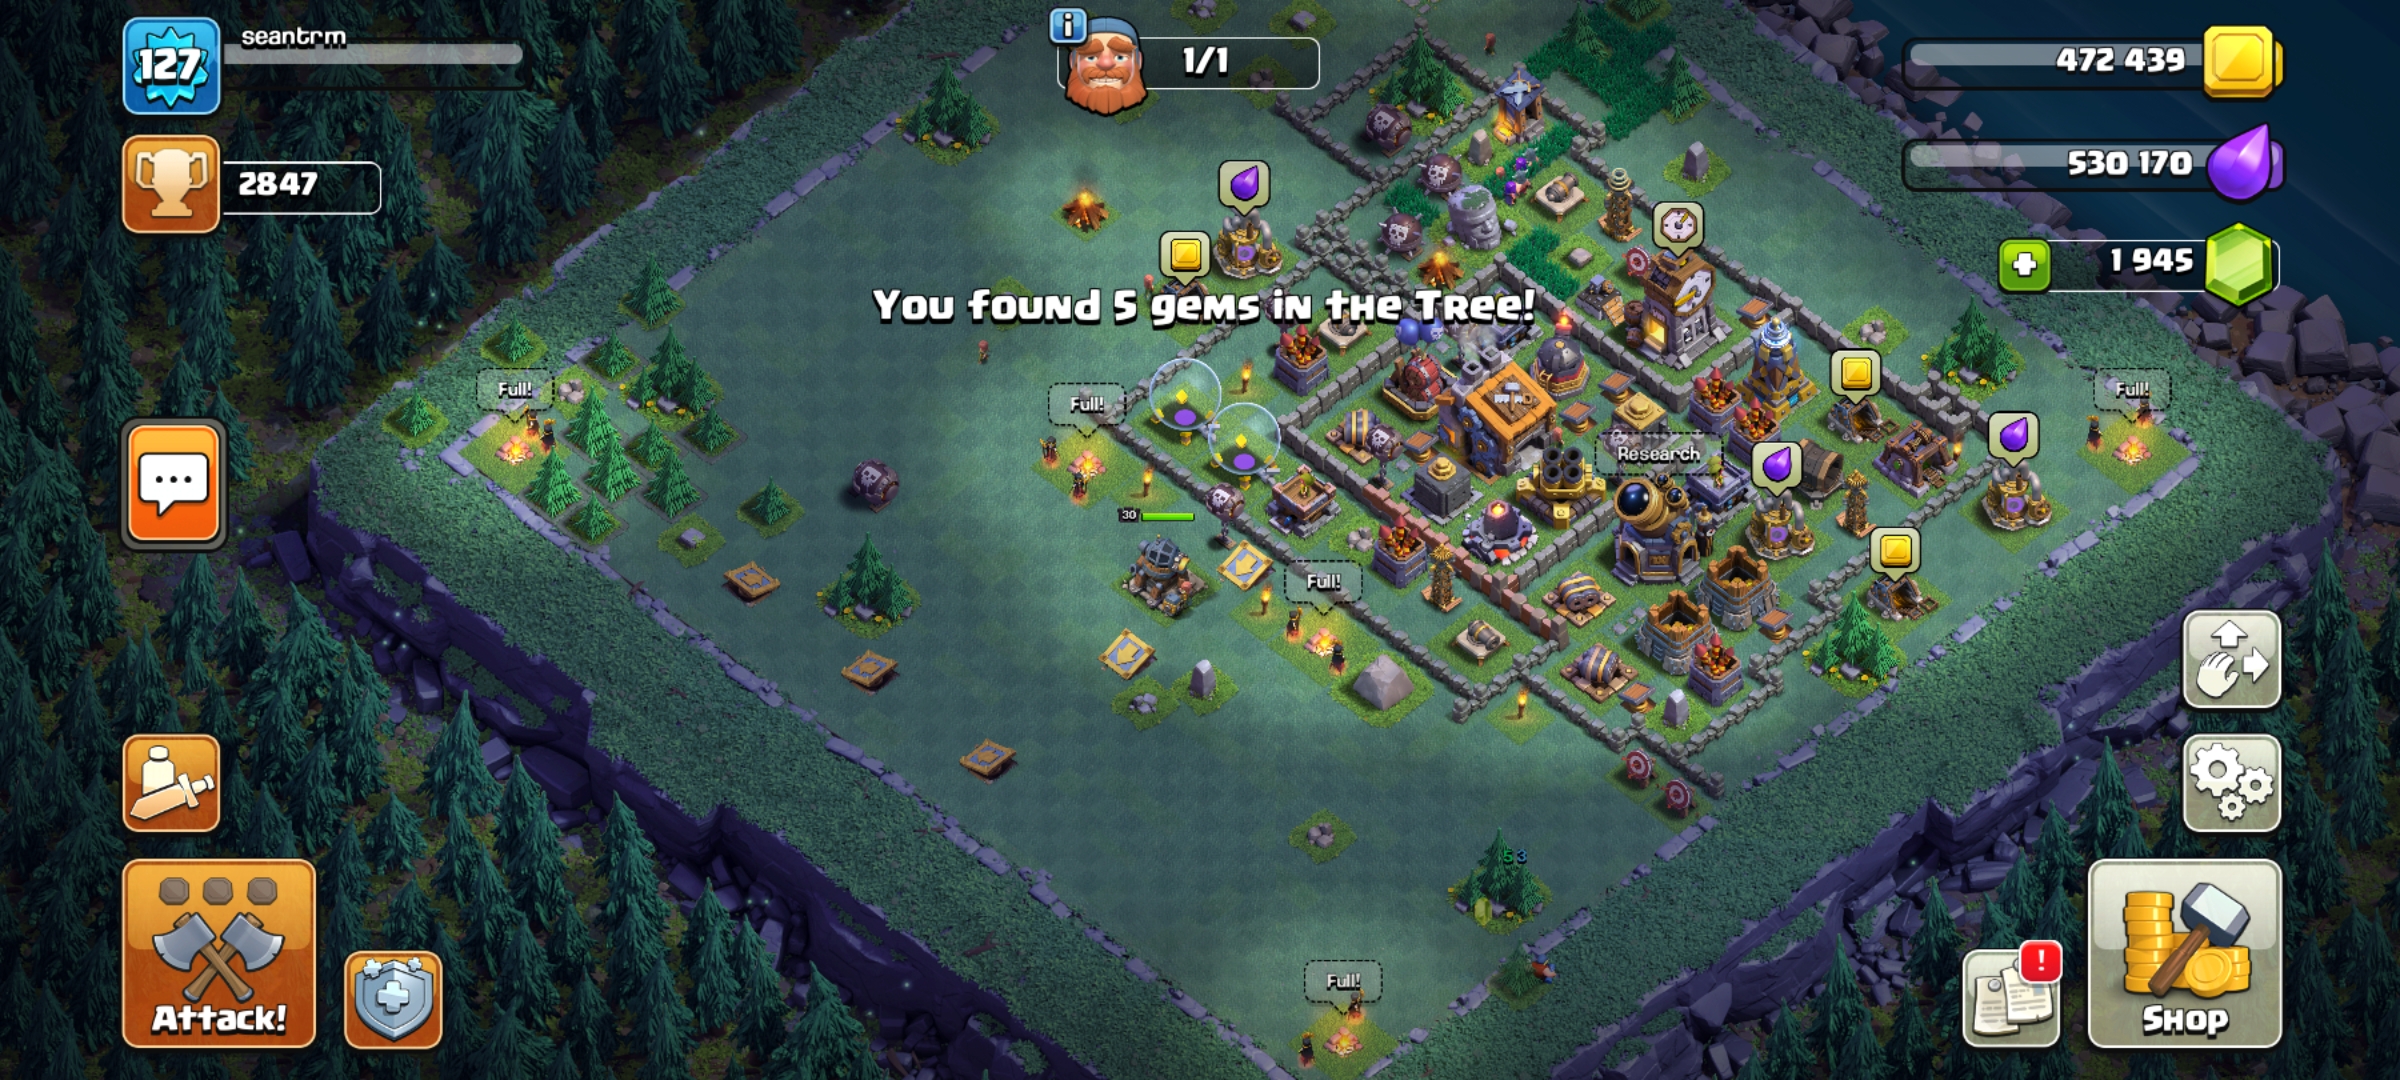 127
seantrm
i
1/1
472 439
2847
530 170
1 945
You found 5 gems in the Tree!
Full!
Full!
Full!
Research
30
Full!
53
Full!
Attack!
!
Shop